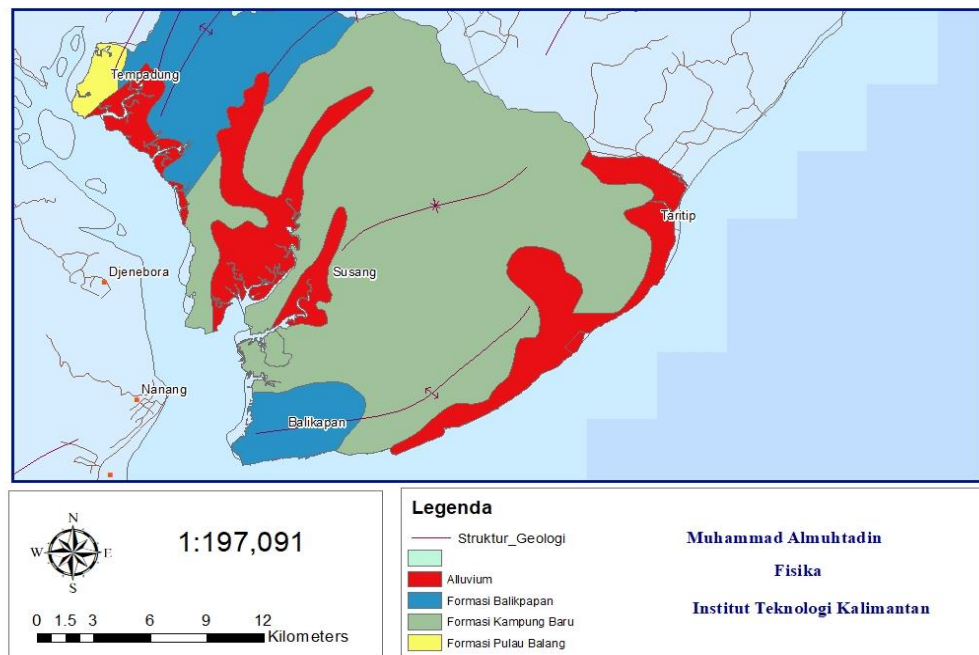 Tempadung
Taritip
Susang
Djenebora
Nanang
Balikapan
N
W E
S
1:197,091
0 1.5 3 6 9 12
Kilometers
Legenda
Struktur_Geologi
Alluvium
Formasi Balikpapan
Formasi Kampung Baru
Formasi Pulau Balang
Muhammad Almuhtadin
Fisika
Institut Teknologi Kalimantan